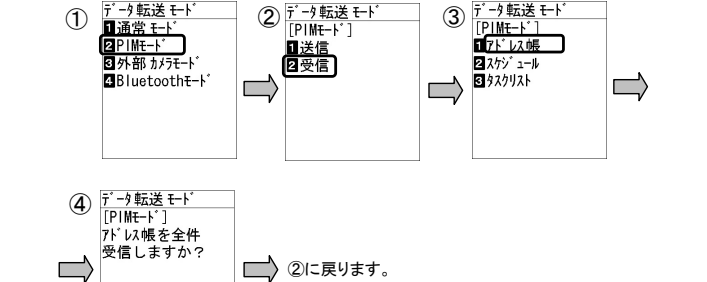 ①
データ転送 モード
1通常 モード
2PIMモード
3外部 カメラモード
4Bluetoothモード
②
データ転送 モード
[PIMモード]
1送信
2受信
③
データ転送 モード
[PIMモード]
1アドレス帳
2スケジュール
3タスクリスト
④
データ転送 モード
[PIMモード]
アドレス帳を全件
受信しますか？
②に戻ります。